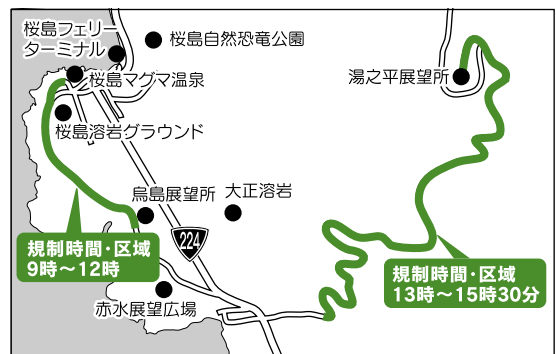 桜島フェリー
ターミナル
桜島自然恐竜公園
桜島マグマ温泉
湯之平展望所
桜島溶岩グラウンド
烏島展望所
大正溶岩
224
規制時間・区域
9時〜12時
規制時間・区域
13時〜15時30分
赤水展望広場